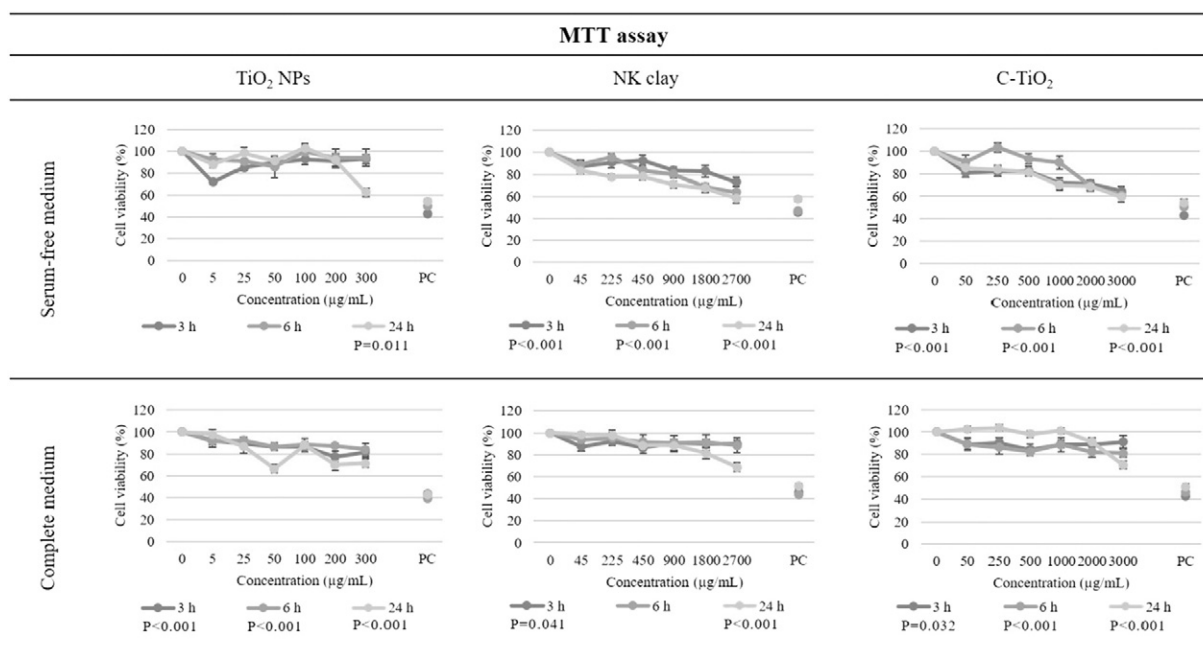 MTT assay
TiO₂ NPs
NK clay
C-TiO₂
Serum-free medium
Cell viability (%)
120
100
80
60
40
20
0
0 5 25 50 100 200 300 PC
Concentration (µg/mL)
3 h 6 h 24 h
P=0.011
Cell viability (%)
120
100
80
60
40
20
0
0 45 225 450 900 1800 2700 PC
Concentration (µg/mL)
3 h 6 h 24 h
P<0.001 P<0.001 P<0.001
Cell viability (%)
120
100
80
60
40
20
0
0 50 250 500 1000 2000 3000 PC
Concentration (µg/mL)
3 h 6 h 24 h
P<0.001 P<0.001 P<0.001
Complete medium
Cell viability (%)
120
100
80
60
40
20
0
0 5 25 50 100 200 300 PC
Concentration (µg/mL)
3 h 6 h 24 h
P<0.001 P<0.001 P<0.001
Cell viability (%)
120
100
80
60
40
20
0
0 45 225 450 900 1800 2700 PC
Concentration (µg/mL)
3 h 6 h 24 h
P=0.041 P<0.001
Cell viability (%)
120
100
80
60
40
20
0
0 50 250 500 1000 2000 3000 PC
Concentration (µg/mL)
3 h 6 h 24 h
P=0.032 P<0.001 P<0.001